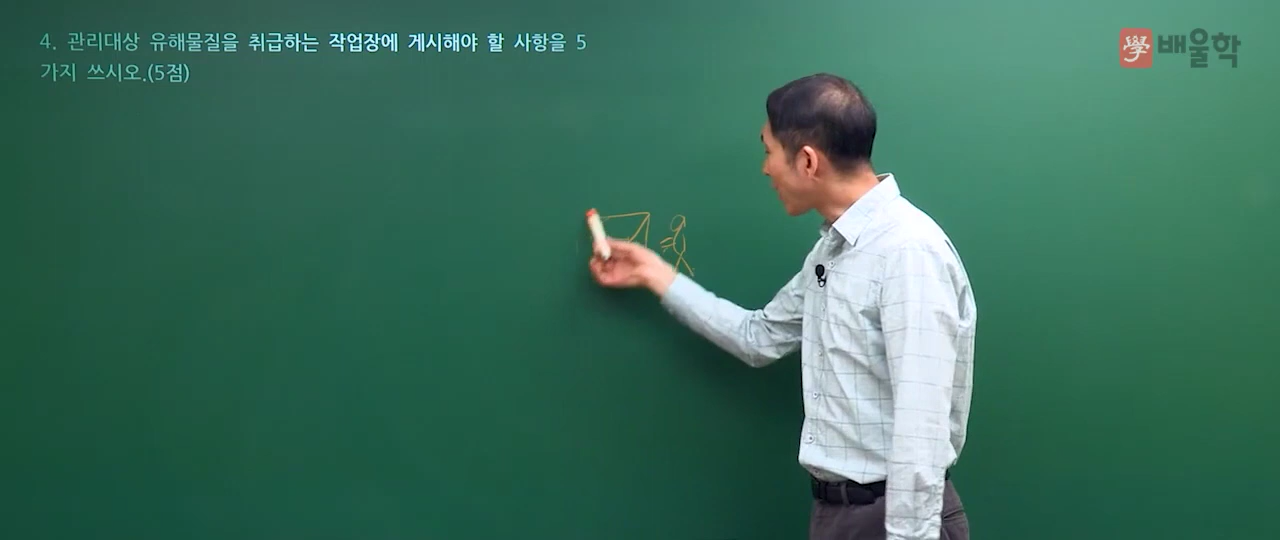 4. 관리대상 유해물질을 취급하는 작업장에 게시해야 할 사항을 5
가지 쓰시오.(5점)
學 배울학